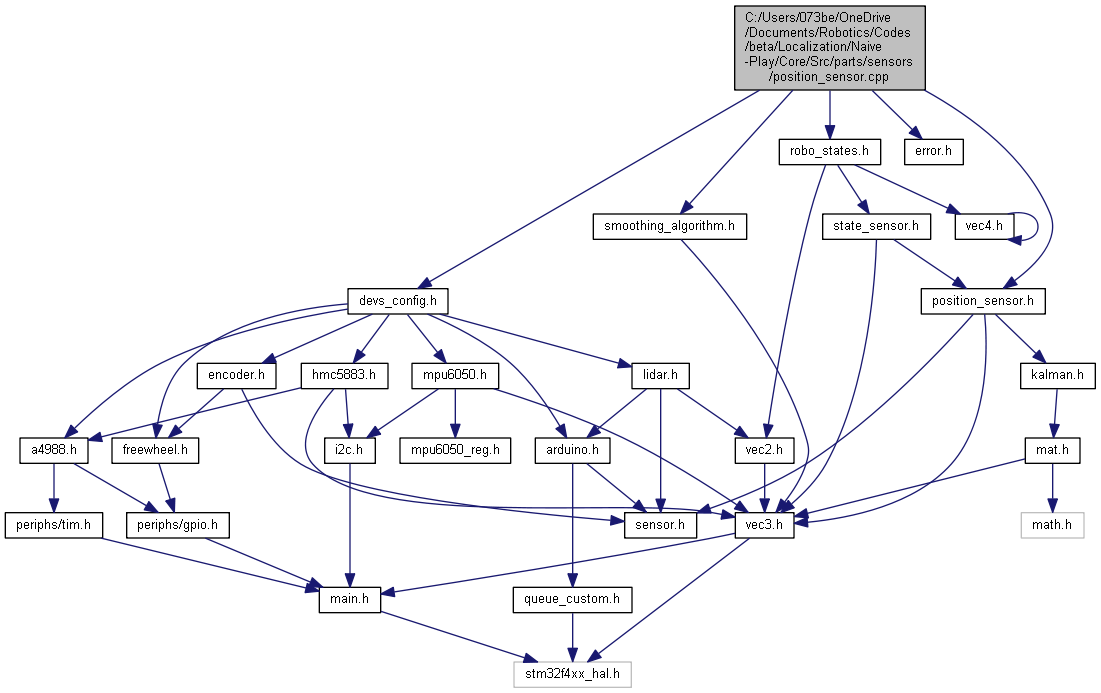 C:/Users/073be/OneDrive
/Documents/Robotics/Codes
/beta/Localization/Naive
-Play/Core/Src/parts/sensors
/position_sensor.cpp
robo_states.h
error.h
smoothing_algorithm.h
state_sensor.h
vec4.h
devs_config.h
position_sensor.h
encoder.h
hmc5883.h
mpu6050.h
lidar.h
kalman.h
a4988.h
freewheel.h
i2c.h
mpu6050_reg.h
arduino.h
vec2.h
mat.h
periphs/tim.h
periphs/gpio.h
sensor.h
vec3.h
math.h
main.h
queue_custom.h
stm32f4xx_hal.h